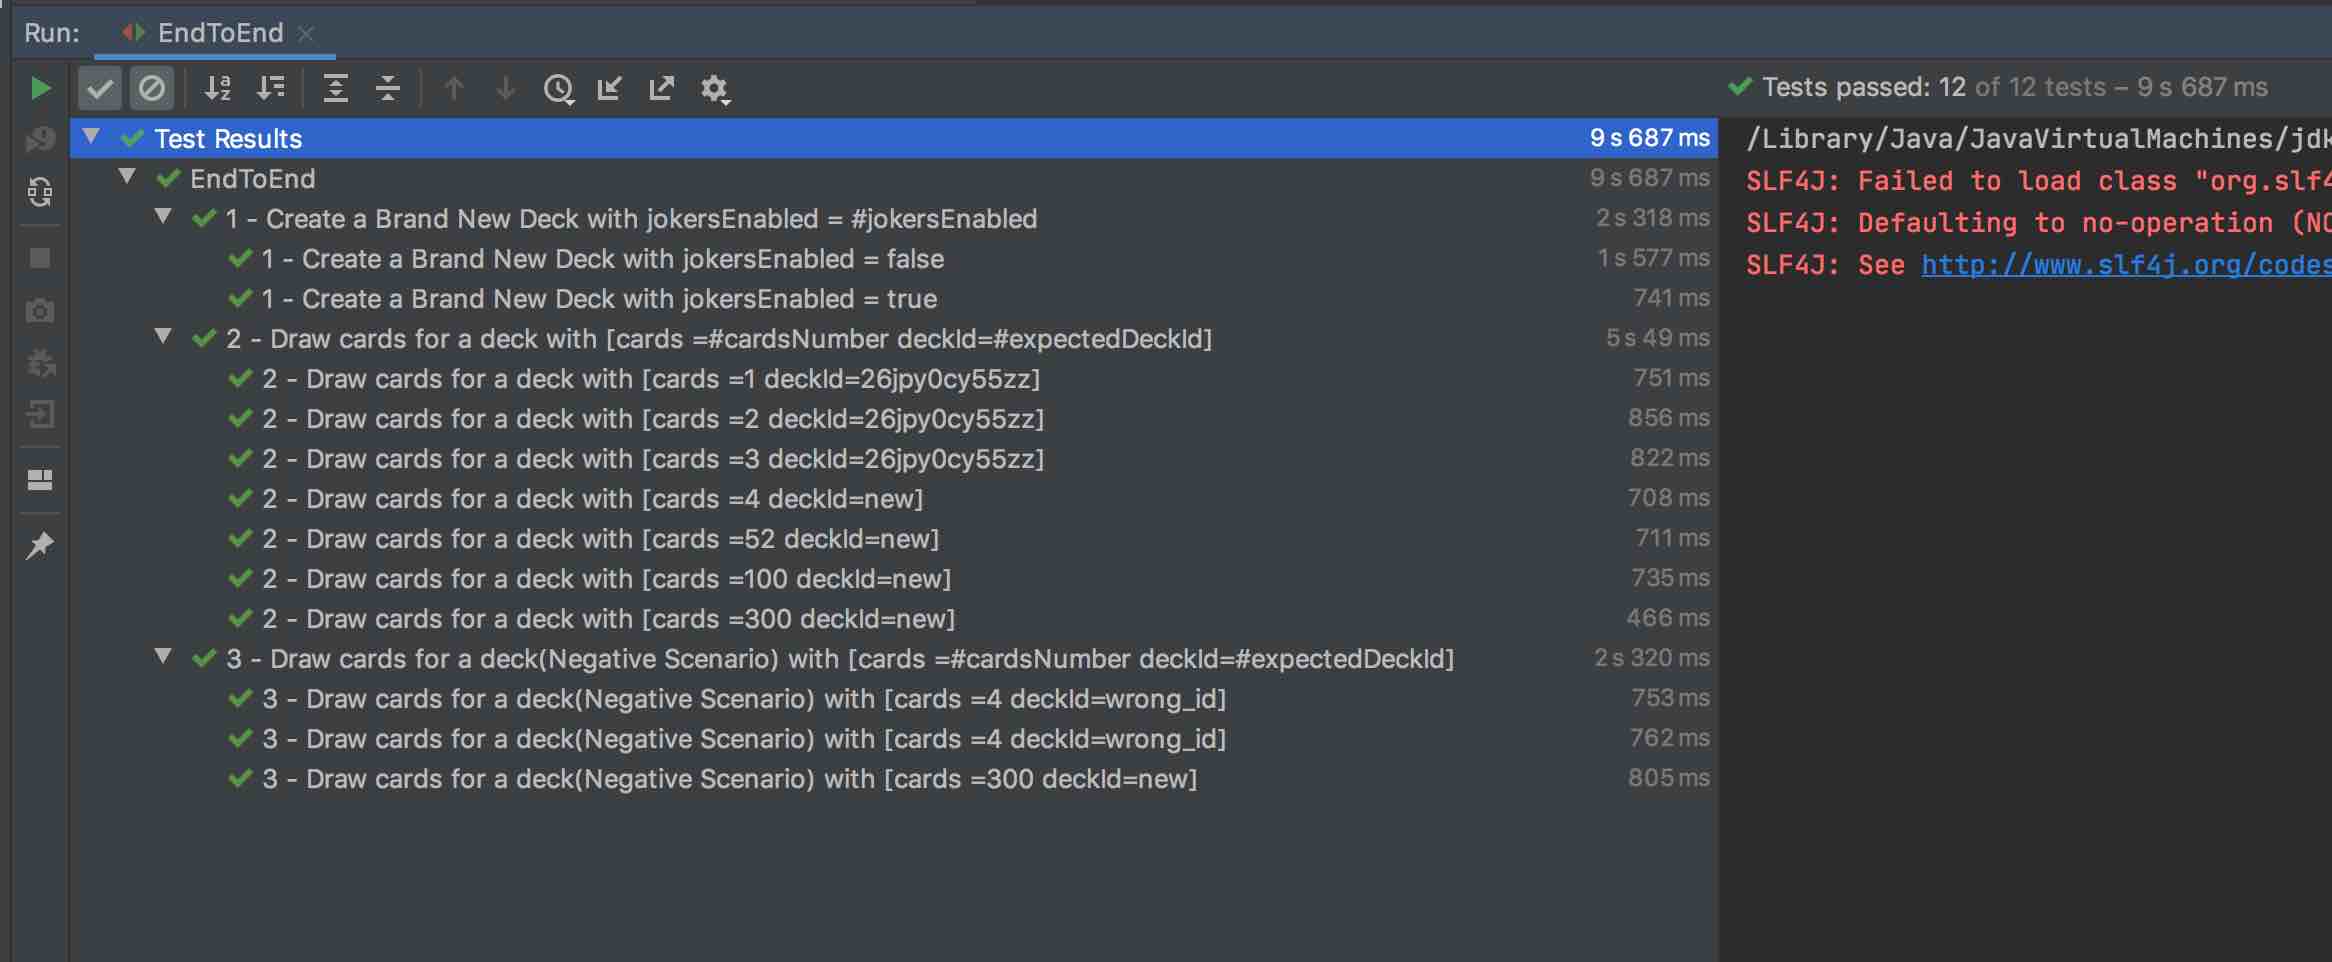 Run: EndToEnd
Tests passed: 12 of 12 tests – 9 s 687 ms
Test Results 9 s 687 ms
EndToEnd 9 s 687 ms
1 - Create a Brand New Deck with jokersEnabled = #jokersEnabled 2 s 318 ms
1 - Create a Brand New Deck with jokersEnabled = false 1 s 577 ms
1 - Create a Brand New Deck with jokersEnabled = true 741 ms
2 - Draw cards for a deck with [cards =#cardsNumber deckId=#expectedDeckId] 5 s 49 ms
2 - Draw cards for a deck with [cards =1 deckId=26jpy0cy55zz] 751 ms
2 - Draw cards for a deck with [cards =2 deckId=26jpy0cy55zz] 856 ms
2 - Draw cards for a deck with [cards =3 deckId=26jpy0cy55zz] 822 ms
2 - Draw cards for a deck with [cards =4 deckId=new] 708 ms
2 - Draw cards for a deck with [cards =52 deckId=new] 711 ms
2 - Draw cards for a deck with [cards =100 deckId=new] 735 ms
2 - Draw cards for a deck with [cards =300 deckId=new] 466 ms
3 - Draw cards for a deck(Negative Scenario) with [cards =#cardsNumber deckId=#expectedDeckId] 2 s 320 ms
3 - Draw cards for a deck(Negative Scenario) with [cards =4 deckId=wrong_id] 753 ms
3 - Draw cards for a deck(Negative Scenario) with [cards =4 deckId=wrong_id] 762 ms
3 - Draw cards for a deck(Negative Scenario) with [cards =300 deckId=new] 805 ms
/Library/Java/JavaVirtualMachines/jdk
SLF4J: Failed to load class "org.slf4
SLF4J: Defaulting to no-operation (NO
SLF4J: See http://www.slf4j.org/codes